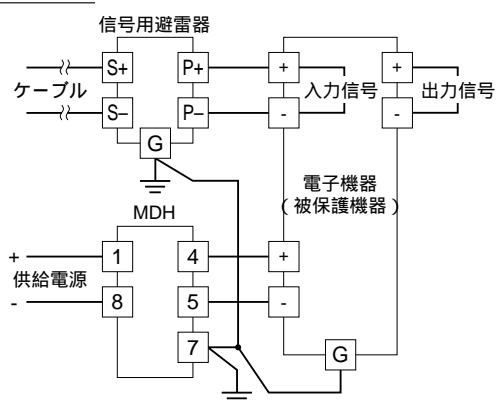 信号用避雷器
S+ P+ + +
ケーブル 入力信号 出力信号
S− P− - -
G
電子機器
(被保護機器)
MDH
+ 1 4 +
供給電源
- 8 5 -
7
G